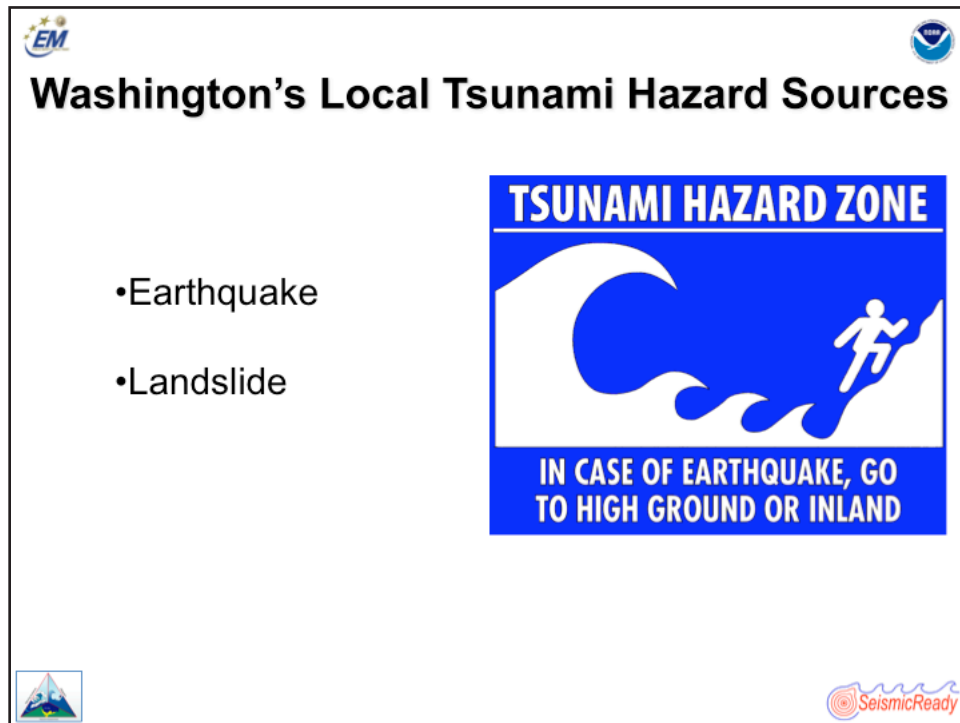 EM
NOAA
Washington’s Local Tsunami Hazard Sources
•Earthquake
•Landslide
TSUNAMI HAZARD ZONE
IN CASE OF EARTHQUAKE, GO
TO HIGH GROUND OR INLAND
SeismicReady